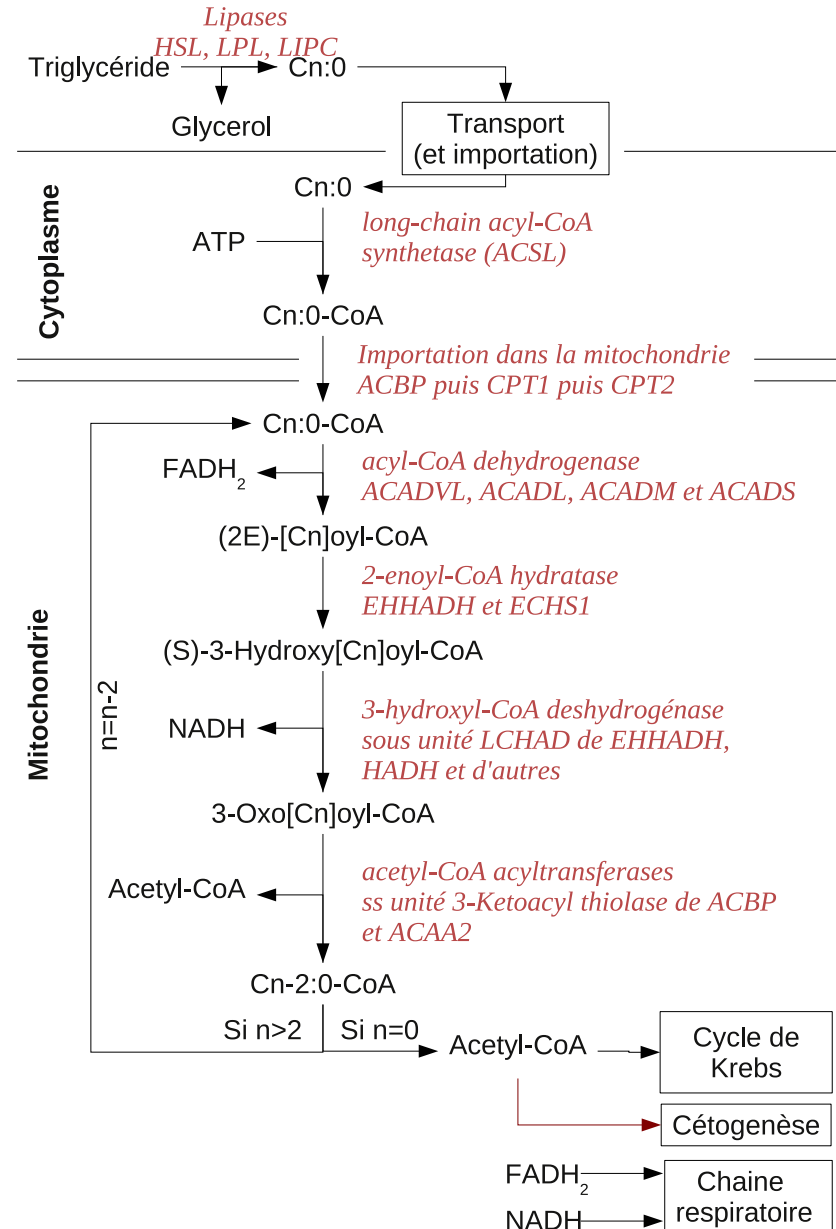 Lipases
HSL, LPL, LIPC
Triglycéride
Cn:0
Glycerol
Transport
(et importation)
Cytoplasme
Cn:0
ATP
long-chain acyl-CoA
synthetase (ACSL)
Cn:0-CoA
Importation dans la mitochondrie
ACBP puis CPT1 puis CPT2
Mitochondrie
Cn:0-CoA
FADH2
acyl-CoA dehydrogenase
ACADVL, ACADL, ACADM et ACADS
(2E)-[Cn]oyl-CoA
2-enoyl-CoA hydratase
EHHADH et ECHS1
(S)-3-Hydroxy[Cn]oyl-CoA
n=n-2
NADH
3-hydroxyl-CoA deshydrogénase
sous unité LCHAD de EHHADH,
HADH et d'autres
3-Oxo[Cn]oyl-CoA
Acetyl-CoA
acetyl-CoA acyltransferases
ss unité 3-Ketoacyl thiolase de ACBP
et ACAA2
Cn-2:0-CoA
Si n>2
Si n=0
Acetyl-CoA
Cycle de
Krebs
Cétogenèse
FADH2
NADH
Chaine
respiratoire